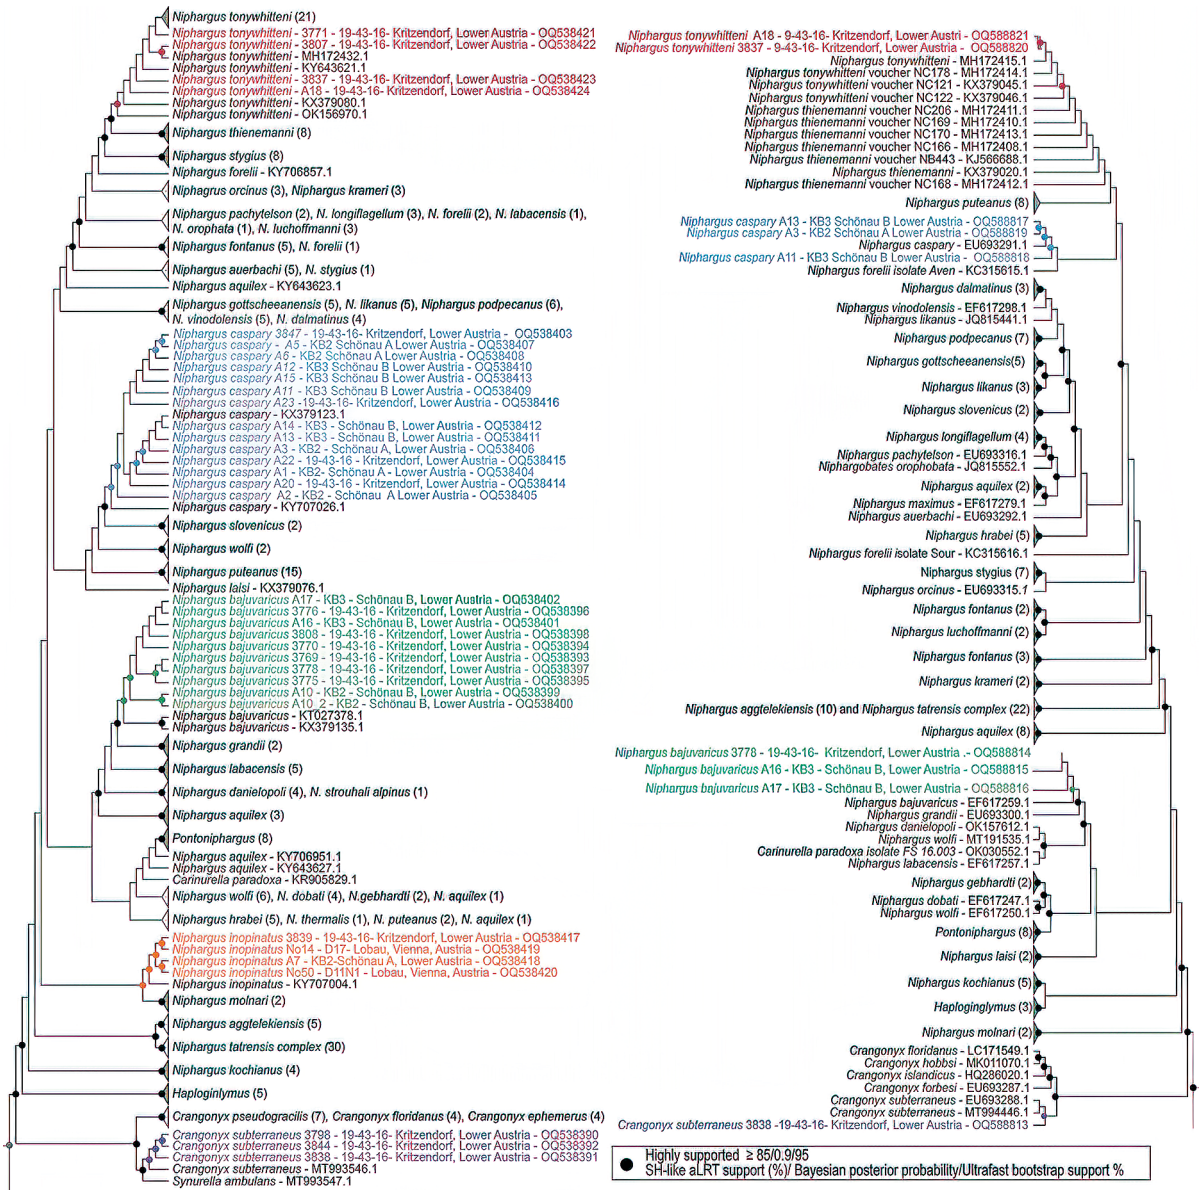 Niphargus tonywhitteni (21)
Niphargus tonywhitteni - 3771 - 19-43-16- Kritzendorf, Lower Austria - OQ538421
Niphargus tonywhitteni - 3807 - 19-43-16- Kritzendorf, Lower Austria - OQ538422
Niphargus tonywhitteni - MH172432.1
Niphargus tonywhitteni - KY643621.1
Niphargus tonywhitteni - 3837 - 19-43-16- Kritzendorf, Lower Austria - OQ538423
Niphargus tonywhitteni - A18 - 19-43-16- Kritzendorf, Lower Austria - OQ538424
Niphargus tonywhitteni - KX379080.1
Niphargus tonywhitteni - OK156970.1
Niphargus thienemanni (8)
Niphargus stygius (8)
Niphargus forelii - KY706857.1
Niphagrus orcinus (3), Niphargus krameri (3)
Niphargus pachytelson (2), N. longiflagellum (3), N. forelii (2), N. labacensis (1),
N. orophata (1), N. luchoffmanni (3)
Niphargus fontanus (5), N. forelii (1)
Niphargus auerbachi (5), N. stygius (1)
Niphargus aquilex - KY643623.1
Niphargus gottscheeanensis (5), N. likanus (5), Niphargus podpecanus (6),
N. vinodolensis (5), N. dalmatinus (4)
Niphargus caspary 3847 - 19-43-16- Kritzendorf, Lower Austria - OQ538403
Niphargus caspary - A5 - KB2 Schönau A Lower Austria - OQ538407
Niphargus caspary A6 - KB2 Schönau A Lower Austria - OQ538408
Niphargus caspary A12 - KB3 Schönau B Lower Austria - OQ538410
Niphargus caspary A15 - KB3 Schönau B Lower Austria - OQ538413
Niphargus caspary A11 - KB3 Schönau B Lower Austria - OQ538409
Niphargus caspary A23 -19-43-16- Kritzendorf, Lower Austria - OQ538416
Niphargus caspary - KX379123.1
Niphargus caspary A14 - KB3 - Schönau B, Lower Austria - OQ538412
Niphargus caspary A13 - KB3 - Schönau B, Lower Austria - OQ538411
Niphargus caspary A3 - KB2 - Schönau A, Lower Austria - OQ538406
Niphargus caspary A22 - 19-43-16- Kritzendorf, Lower Austria - OQ538415
Niphargus caspary A1 - KB2- Schönau A - Lower Austria - OQ538404
Niphargus caspary A20 - 19-43-16- Kritzendorf, Lower Austria - OQ538414
Niphargus caspary A2 - KB2 - Schönau A Lower Austria - OQ538405
Niphargus caspary - KY707026.1
Niphargus slovenicus (2)
Niphargus wolfi (2)
Niphargus puteanus (15)
Niphargus laisi - KX379076.1
Niphargus bajuvaricus A17 - KB3 - Schönau B, Lower Austria - OQ538402
Niphargus bajuvaricus 3776 - 19-43-16 - Kritzendorf, Lower Austria - OQ538396
Niphargus bajuvaricus A16 - KB3 - Schönau B, Lower Austria - OQ538401
Niphargus bajuvaricus 3808 - 19-43-16 - Kritzendorf, Lower Austria - OQ538398
Niphargus bajuvaricus 3770 - 19-43-16 - Kritzendorf, Lower Austria - OQ538394
Niphargus bajuvaricus 3769 - 19-43-16 - Kritzendorf, Lower Austria - OQ538393
Niphargus bajuvaricus 3778 - 19-43-16 - Kritzendorf, Lower Austria - OQ538397
Niphargus bajuvaricus 3775 - 19-43-16 - Kritzendorf, Lower Austria - OQ538395
Niphargus bajuvaricus A10 - KB2 - Schönau B, Lower Austria - OQ538399
Niphargus bajuvaricus A10_2 - KB2 - Schönau B, Lower Austria - OQ538400
Niphargus bajuvaricus - KT027378.1
Niphargus bajuvaricus - KX379135.1
Niphargus grandii (2)
Niphargus labacensis (5)
Niphargus danielopoli (4), N. strouhali alpinus (1)
Niphargus aquilex (3)
Pontoniphargus (8)
Niphargus aquilex - KY706951.1
Niphargus aquilex - KY643627.1
Carinurella paradoxa - KR905829.1
Niphargus wolfi (6), N. dobati (4), N.gebhardti (2), N. aquilex (1)
Niphargus hrabei (5), N. thermalis (1), N. puteanus (2), N. aquilex (1)
Niphargus inopinatus 3839 - 19-43-16- Kritzendorf, Lower Austria - OQ538417
Niphargus inopinatus No14 - D17- Lobau, Vienna, Austria - OQ538419
Niphargus inopinatus A7 - KB2-Schönau A, Lower Austria - OQ538418
Niphargus inopinatus No50 - D11N1 - Lobau, Vienna, Austria - OQ538420
Niphargus inopinatus - KY707004.1
Niphargus molnari (2)
Niphargus aggtelekiensis (5)
Niphargus tatrensis complex (30)
Niphargus kochianus (4)
Haploginlymus (5)
Crangonyx pseudogracilis (7), Crangonyx floridanus (4), Crangonyx ephemerus (4)
Crangonyx subterraneus 3798 - 19-43-16- Kritzendorf, Lower Austria - OQ538390
Crangonyx subterraneus 3844 - 19-43-16- Kritzendorf, Lower Austria - OQ538392
Crangonyx subterraneus 3838 - 19-43-16- Kritzendorf, Lower Austria - OQ538391
Crangonyx subterraneus - MT993546.1
Synurella ambulans - MT993547.1
Niphargus tonywhitteni A18 - 9-43-16- Kritzendorf, Lower Austri - OQ588821
Niphargus tonywhitteni 3837 - 9-43-16- Kritzendorf, Lower Austria - OQ588820
Niphargus tonywhitteni - MH172415.1
Niphargus tonywhitteni voucher NC178 - MH172414.1
Niphargus tonywhitteni voucher NC121 - KX379045.1
Niphargus tonywhitteni voucher NC122 - KX379046.1
Niphargus thienemanni voucher NC206 - MH172411.1
Niphargus thienemanni voucher NC169 - MH172410.1
Niphargus thienemanni voucher NC170 - MH172413.1
Niphargus thienemanni voucher NC166 - MH172408.1
Niphargus thienemanni voucher NB443 - KJ566688.1
Niphargus thienemanni - KX379020.1
Niphargus thienemanni voucher NC168 - MH172412.1
Niphargus puteanus (8)
Niphargus caspary A13 - KB3 Schönau B Lower Austria - OQ588817
Niphargus caspary A3 - KB2 Schönau A Lower Austria - OQ588819
Niphargus caspary - EU693291.1
Niphargus caspary A11 - KB3 Schönau B Lower Austria - OQ588818
Niphargus forelii isolate Aven - KC315615.1
Niphargus dalmatinus (3)
Niphargus vinodolensis - EF617298.1
Niphargus likanus - JQ815441.1
Niphargus podpecanus (7)
Niphargus gottscheeanensis(5)
Niphargus likanus (3)
Niphargus slovenicus (2)
Niphargus longiflagellum (4)
Niphargus pachytelson - EU693316.1
Niphargobates orophobata - JQ815552.1
Niphargus aquilex (2)
Niphargus maximus - EF617279.1
Niphargus auerbachi - EU693292.1
Niphargus hrabei (5)
Niphargus forelii isolate Sour - KC315616.1
Niphargus stygius (7)
Niphargus orcinus - EU693315.1
Niphargus fontanus (2)
Niphargus luchoffmanni (2)
Niphargus fontanus (3)
Niphargus krameri (2)
Niphargus aggtelekiensis (10) and Niphargus tatrensis complex (22)
Niphargus aquilex (8)
Niphargus bajuvaricus 3778 - 19-43-16- Kritzendorf, Lower Austria .- OQ588814
Niphargus bajuvaricus A16 - KB3 - Schönau B, Lower Austria - OQ588815
Niphargus bajuvaricus A17 - KB3 - Schönau B, Lower Austria - OQ588816
Niphargus bajuvaricus - EF617259.1
Niphargus grandii - EU693300.1
Niphargus danielopoli - OK157612.1
Niphargus wolfi - MT191535.1
Carinurella paradoxa isolate FS 16.003 - OK030552.1
Niphargus labacensis - EF617257.1
Niphargus gebhardti (2)
Niphargus dobati - EF617247.1
Niphargus wolfi - EF617250.1
Pontoniphargus (8)
Niphargus laisi (2)
Niphargus kochianus (5)
Haploginglymus (3)
Niphargus molnari (2)
Crangonyx floridanus - LC171549.1
Crangonyx hobbsi - MK011070.1
Crangonyx islandicus - HQ286020.1
Crangonyx forbesi - EU693287.1
Crangonyx subterraneus - EU693288.1
Crangonyx subterraneus - MT994446.1
Crangonyx subterraneus 3838 -19-43-16- Kritzendorf, Lower Austria - OQ588813
Highly supported ≥ 85/0.9/95
SH-like aLRT support (%)/ Bayesian posterior probability/Ultrafast bootstrap support %